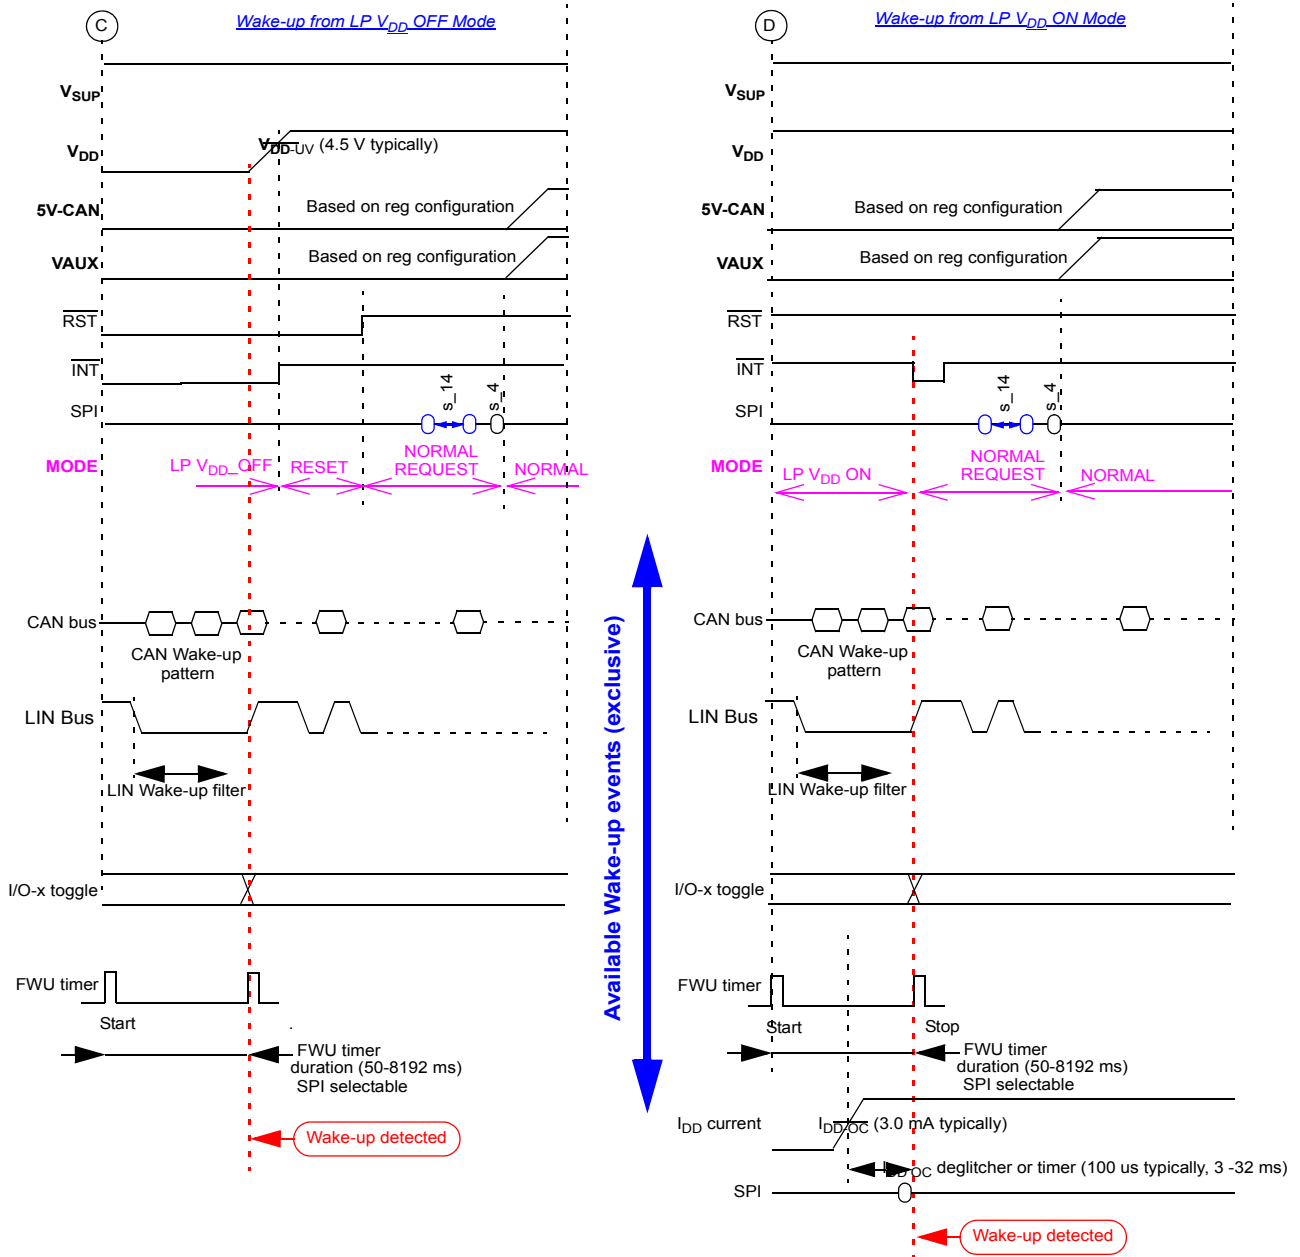 C
Wake-up from LP VDD OFF Mode
VSUP
VDD
VDD-UV (4.5 V typically)
5V-CAN
Based on reg configuration
VAUX
Based on reg configuration
RST
INT
SPI
s_14
s_4
MODE
LP VDD_OFF
RESET
NORMAL
REQUEST
NORMAL
CAN bus
CAN Wake-up
pattern
LIN Bus
LIN Wake-up filter
I/O-x toggle
FWU timer
Start
FWU timer
duration (50-8192 ms)
SPI selectable
Wake-up detected
Available Wake-up events (exclusive)
D
Wake-up from LP VDD ON Mode
VSUP
VDD
5V-CAN
Based on reg configuration
VAUX
Based on reg configuration
RST
INT
SPI
s_14
s_4
MODE
LP VDD ON
NORMAL
REQUEST
NORMAL
CAN bus
CAN Wake-up
pattern
LIN Bus
LIN Wake-up filter
I/O-x toggle
FWU timer
Start
Stop
FWU timer
duration (50-8192 ms)
SPI selectable
IDD current
IDD-OC (3.0 mA typically)
IDD-OC deglitcher or timer (100 us typically, 3 -32 ms)
SPI
Wake-up detected